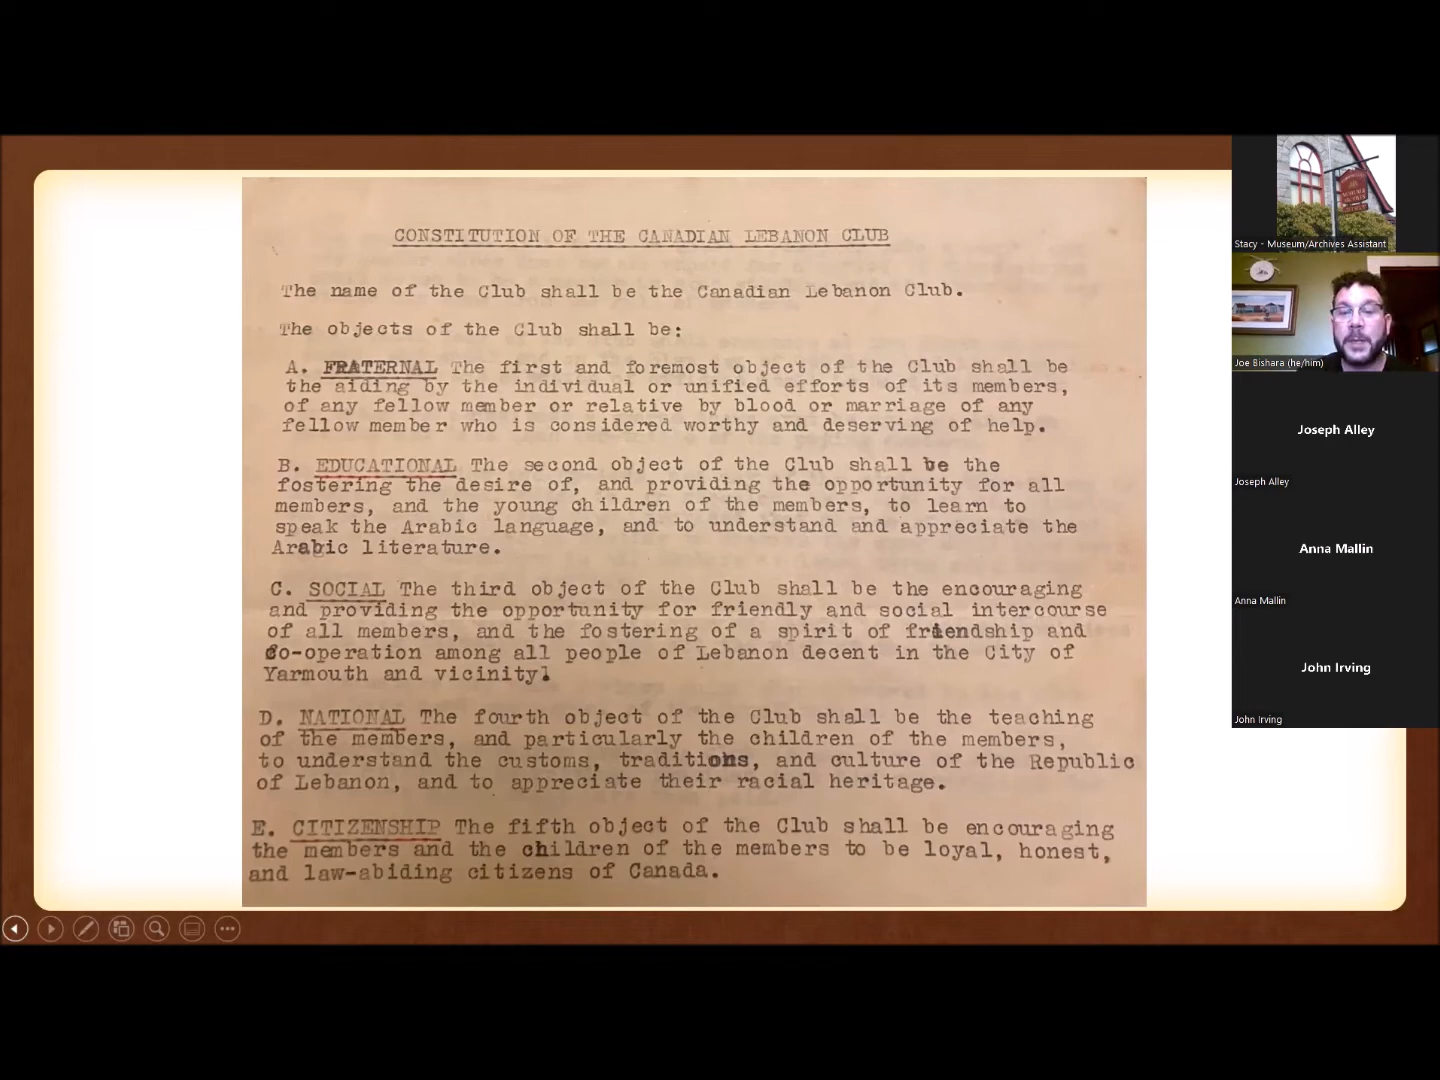 CONSTITUTION OF THE CANADIAN LEBANON CLUB
The name of the Club shall be the Canadian Lebanon Club.
The objects of the Club shall be:
A. FRATERNAL The first and foremost object of the Club shall be
the aiding by the individual or unified efforts of its members,
of any fellow member or relative by blood or marriage of any
fellow member who is considered worthy and deserving of help.
B. EDUCATIONAL The second object of the Club shall be the
fostering the desire of, and providing the opportunity for all
members, and the young children of the members, to learn to
speak the Arabic language, and to understand and appreciate the
Arabic literature.
C. SOCIAL The third object of the Club shall be the encouraging
and providing the opportunity for friendly and social intercourse
of all members, and the fostering of a spirit of friendship and
Co-operation among all people of Lebanon decent in the City of
Yarmouth and vicinity.
D. NATIONAL The fourth object of the Club shall be the teaching
of the members, and particularly the children of the members,
to understand the customs, traditions, and culture of the Republic
of Lebanon, and to appreciate their racial heritage.
E. CITIZENSHIP The fifth object of the Club shall be encouraging
the members and the children of the members to be loyal, honest,
and law-abiding citizens of Canada.
Stacy - Museum/Archives Assistant
Joe Bishara (he/him)
Joseph Alley
Joseph Alley
Anna Mallin
Anna Mallin
John Irving
John Irving